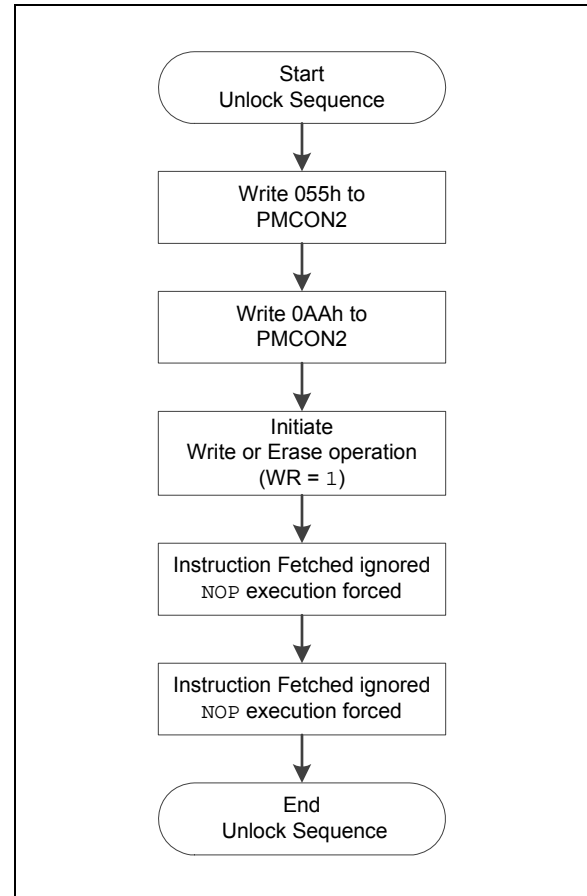 Start
Unlock Sequence
Write 055h to
PMCON2
Write 0AAh to
PMCON2
Initiate
Write or Erase operation
(WR = 1)
Instruction Fetched ignored
NOP execution forced
Instruction Fetched ignored
NOP execution forced
End
Unlock Sequence